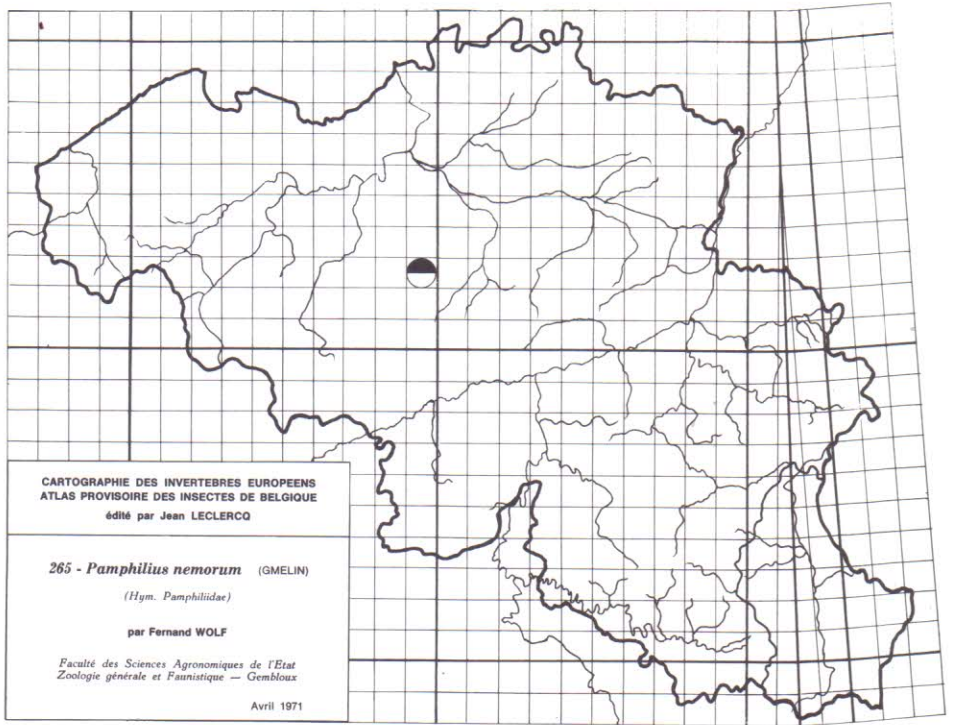 CARTOGRAPHIE DES INVERTEBRES EUROPEENS
ATLAS PROVISOIRE DES INSECTES DE BELGIQUE
édité par Jean LECLERCQ
265 - Pamphilius nemorum (GMELIN)
(Hym. Pamphiliidae)
par Fernand WOLF
Faculté des Sciences Agronomiques de l'Etat
Zoologie générale et Faunistique — Gembloux
Avril 1971